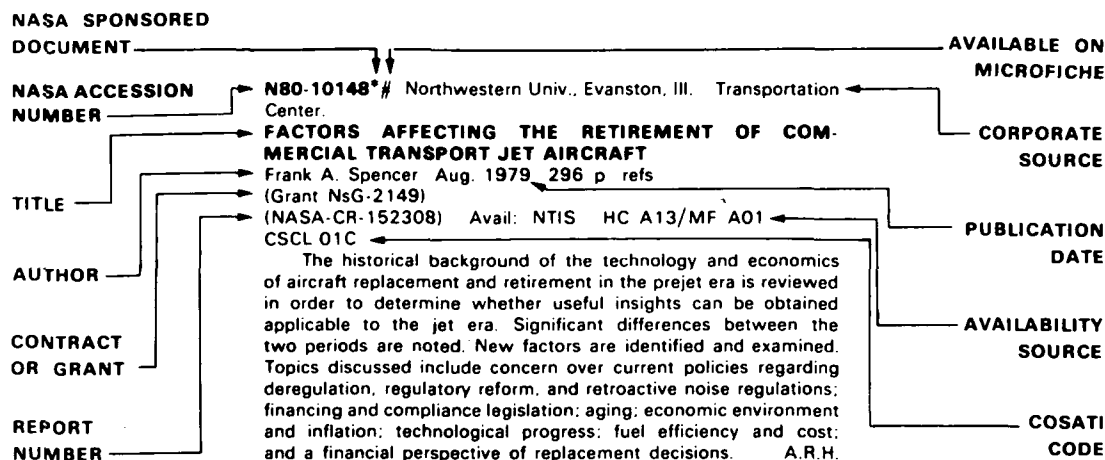 NASA SPONSORED
DOCUMENT
AVAILABLE ON
MICROFICHE
NASA ACCESSION
NUMBER
N80-10148*# Northwestern Univ., Evanston, Ill. Transportation
Center.
CORPORATE
SOURCE
FACTORS AFFECTING THE RETIREMENT OF COM-
MERCIAL TRANSPORT JET AIRCRAFT
TITLE
Frank A. Spencer Aug. 1979 296 p refs
(Grant NsG-2149)
(NASA-CR-152308) Avail: NTIS HC A13/MF A01
CSCL 01C
PUBLICATION
DATE
AUTHOR
The historical background of the technology and economics
of aircraft replacement and retirement in the prejet era is reviewed
in order to determine whether useful insights can be obtained
applicable to the jet era. Significant differences between the
two periods are noted. New factors are identified and examined.
Topics discussed include concern over current policies regarding
deregulation, regulatory reform, and retroactive noise regulations;
financing and compliance legislation; aging; economic environment
and inflation; technological progress; fuel efficiency and cost;
and a financial perspective of replacement decisions. A.R.H.
CONTRACT
OR GRANT
AVAILABILITY
SOURCE
REPORT
NUMBER
COSATI
CODE